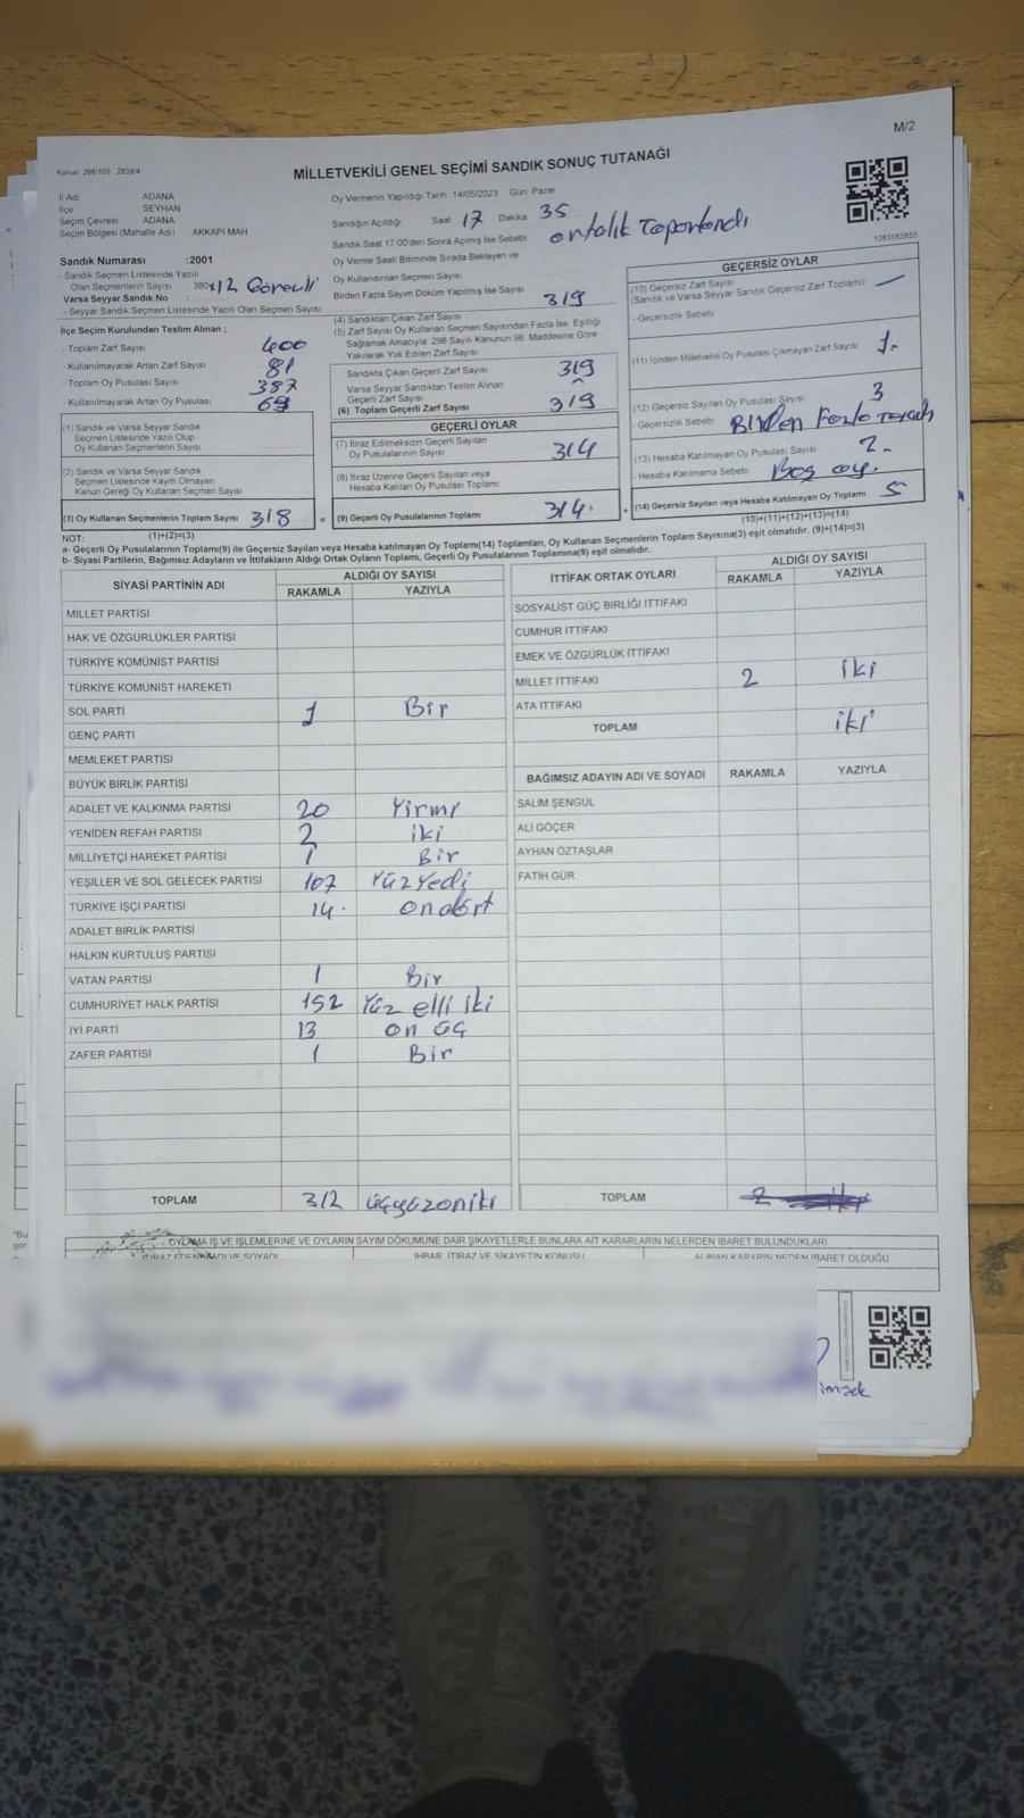 M/2
MİLLETVEKİLİ GENEL SEÇİMİ SANDIK SONUÇ TUTANAĞI
İl Adı ADANA
İlçe SEYHAN
Seçim Çevresi ADANA
Seçim Bölgesi (Mahalle Adı) AKKAPI MAH
Oy Vermenin Yapıldığı Tarih 14/05/2023 Gün Pazar
Sandığın Açıldığı Saat 17 Dakika 35
Sandık Saat 17.00'den Sonra Açılmış İse Sebebi ortalık Toparlandı
Sandık Numarası :2001
- Sandık Seçmen Listesinde Yazılı
Olan Seçmenlerin Sayısı 380 x12 Görevli
Varsa Seyyar Sandık No
- Seyyar Sandık Seçmen Listesinde Yazılı Olan Seçmen Sayısı
İlçe Seçim Kurulundan Teslim Alınan :
- Toplam Zarf Sayısı 400
- Kullanılmayarak Artan Zarf Sayısı 81
- Toplam Oy Pusulası Sayısı 387
- Kullanılmayarak Artan Oy Pusulası 69
(1) Sandık ve Varsa Seyyar Sandık
Seçmen Listesinde Yazılı Olup
Oy Kullanan Seçmenlerin Sayısı
(2) Sandık ve Varsa Seyyar Sandık
Seçmen Listesinde Kayıtlı Olmayan
Kanun Gereği Oy Kullanan Seçmen Sayısı
(3) Oy Kullanan Seçmenlerin Toplam Sayısı 318
(1)+(2)=(3)
Oy Verme Saati Bitiminde Sırada Bekleyen ve
Oy Kullandırılan Seçmen Sayısı
Birden Fazla Sayım Döküm Yapılmış İse Sayısı
(4) Sandıktan Çıkan Zarf Sayısı 319
(5) Zarf Sayısı Oy Kullanan Seçmen Sayısından Fazla İse, Eşitliği
Sağlamak Amacıyla 298 Sayılı Kanunun 98. Maddesine Göre
Yakılarak Yok Edilen Zarf Sayısı
Sandıkta Çıkan Geçerli Zarf Sayısı 319
Varsa Seyyar Sandıktan Teslim Alınan
Geçerli Zarf Sayısı
(6) Toplam Geçerli Zarf Sayısı 319
GEÇERLİ OYLAR
(7) İtiraz Edilmeksizin Geçerli Sayılan
Oy Pusulalarının Sayısı 314
(8) İtiraz Üzerine Geçerli Sayılan veya
Hesaba Katılan Oy Pusulası Toplamı
(9) Geçerli Oy Pusulalarının Toplamı 314.
GEÇERSİZ OYLAR
(10) Geçersiz Zarf Sayısı
(Sandık ve Varsa Seyyar Sandık Geçersiz Zarf Toplamı) —
- Geçersizlik Sebebi
(11) İçinden Milletvekili Oy Pusulası Çıkmayan Zarf Sayısı 1-
(12) Geçersiz Sayılan Oy Pusulası Sayısı 3
- Geçersizlik Sebebi Birden Fazla Tercih
(13) Hesaba Katılmayan Oy Pusulası Sayısı 2.
- Hesaba Katılmama Sebebi Boş oy.
(14) Geçersiz Sayılan veya Hesaba Katılmayan Oy Toplamı 5
(10)+(11)+(12)+(13)=(14)
NOT:
a- Geçerli Oy Pusulalarının Toplamı(9) ile Geçersiz Sayılan veya Hesaba katılmayan Oy Toplamı(14) Toplamları, Oy Kullanan Seçmenlerin Toplam Sayısına(3) eşit olmalıdır. (9)+(14)=(3)
b- Siyasi Partilerin, Bağımsız Adayların ve İttifakların Aldığı Ortak Oyların Toplamı, Geçerli Oy Pusulalarının Toplamına(9) eşit olmalıdır.
SİYASİ PARTİNİN ADI ALDIĞI OY SAYISI
RAKAMLA YAZIYLA
MİLLET PARTİSİ
HAK VE ÖZGÜRLÜKLER PARTİSİ
TÜRKİYE KOMÜNİST PARTİSİ
TÜRKİYE KOMÜNİST HAREKETİ
SOL PARTİ 1 Bir
GENÇ PARTİ
MEMLEKET PARTİSİ
BÜYÜK BİRLİK PARTİSİ
ADALET VE KALKINMA PARTİSİ 20 Yirmi
YENİDEN REFAH PARTİSİ 2 iki
MİLLİYETÇİ HAREKET PARTİSİ 1 Bir
YEŞİLLER VE SOL GELECEK PARTİSİ 107 Yüzyedi
TÜRKİYE İŞÇİ PARTİSİ 14. ondört
ADALET BİRLİK PARTİSİ
HALKIN KURTULUŞ PARTİSİ
VATAN PARTİSİ 1 Bir
CUMHURİYET HALK PARTİSİ 152 Yüz elli iki
İYİ PARTİ 13 on üç
ZAFER PARTİSİ 1 Bir
TOPLAM 312 üçyüzoniki
İTTİFAK ORTAK OYLARI ALDIĞI OY SAYISI
RAKAMLA YAZIYLA
SOSYALİST GÜÇ BİRLİĞİ İTTİFAKI
CUMHUR İTTİFAKI
EMEK VE ÖZGÜRLÜK İTTİFAKI
MİLLET İTTİFAKI 2 iki
ATA İTTİFAKI
TOPLAM iki
BAĞIMSIZ ADAYIN ADI VE SOYADI RAKAMLA YAZIYLA
SALİM ŞENGÜL
ALİ GÖÇER
AYHAN ÖZTAŞLAR
FATİH GÜR
TOPLAM 2
OYLAMA İŞ VE İŞLEMLERİNE VE OYLARIN SAYIM DÖKÜMÜNE DAİR ŞİKAYETLERLE BUNLARA AİT KARARLARIN NELERDEN İBARET BULUNDUKLARI
İHBAR, İTİRAZ VE ŞİKAYETİN KONUSU